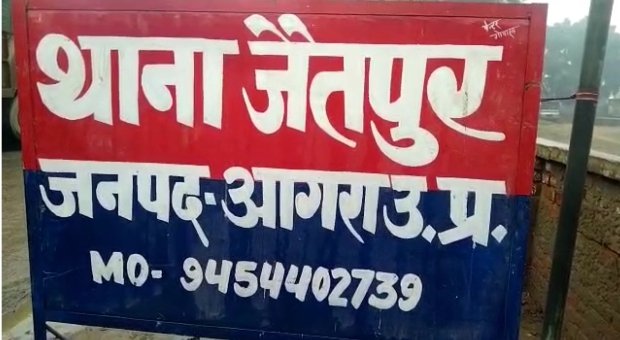 थाना जैतपुर
जनपद-आगरा उ.प्र.
MO- 9454402739